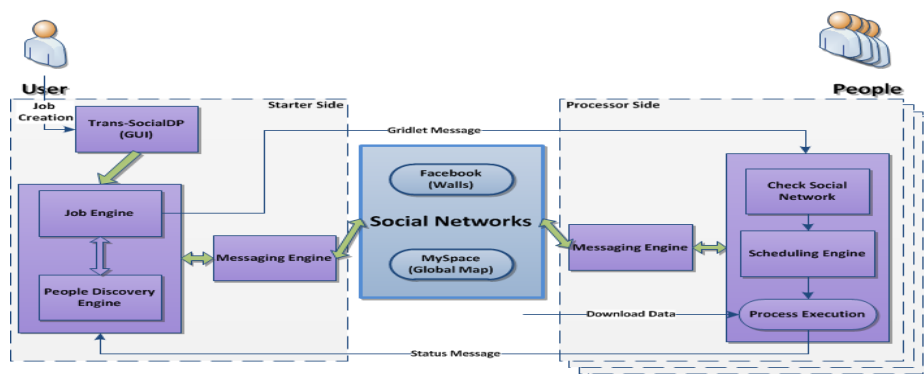 User
People
Job
Creation
Starter Side
Processor Side
Trans-SocialDP
(GUI)
Gridlet Message
Job Engine
People Discovery
Engine
Messaging Engine
Facebook
(Walls)
Social Networks
MySpace
(Global Map)
Messaging Engine
Check Social
Network
Scheduling Engine
Process Execution
Download Data
Status Message